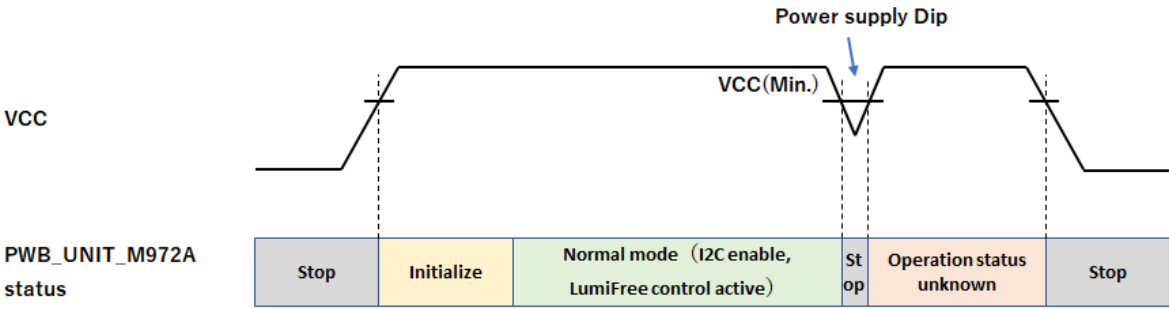 Power supply Dip
VCC(Min.)
VCC
PWB_UNIT_M972A
status
Stop
Initialize
Normal mode（I2C enable,
LumiFree control active）
St
op
Operation status
unknown
Stop